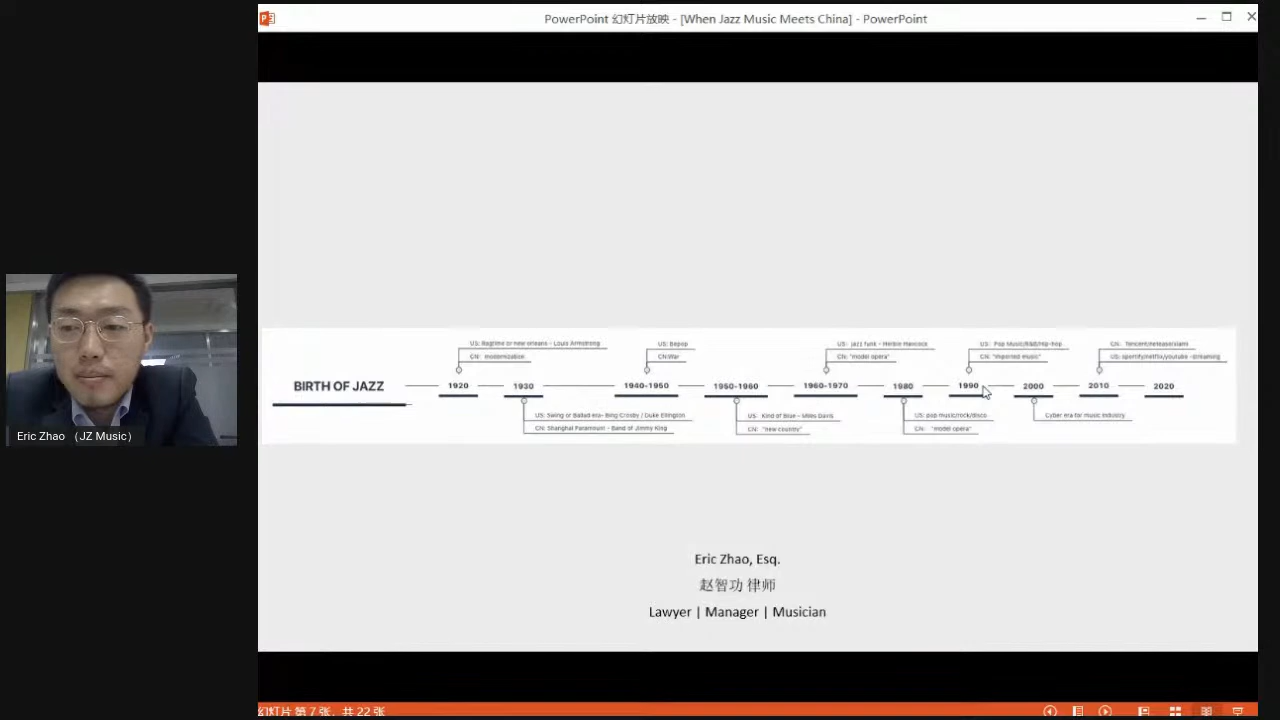 PowerPoint 幻灯片放映 - [When Jazz Music Meets China] - PowerPoint
US: Ragtime or new orleans - Louis Armstrong
CN: modernization
US: Bepop
CN:War
US: jazz funk - Herbie Hancock
CN: "model opera"
US: Pop Music/R&B/Hip-hop
CN: "imported music"
CN: Tencent/netease/xiami
US: spotify/netflix/youtube -streaming
BIRTH OF JAZZ
1920
1930
1940-1950
1950-1960
1960-1970
1980
1990
2000
2010
2020
US: Swing or Ballad era- Bing Crosby / Duke Ellington
CN: Shanghai Paramount - Band of Jimmy King
US: Kind of Blue - Miles Davis
CN: "new country"
US: pop music/rock/disco
CN: "model opera"
Cyber era for music industry
Eric Zhao （JZ Music）
Eric Zhao, Esq.
赵智功 律师
Lawyer | Manager | Musician
幻灯片 第 7 张，共 22 张